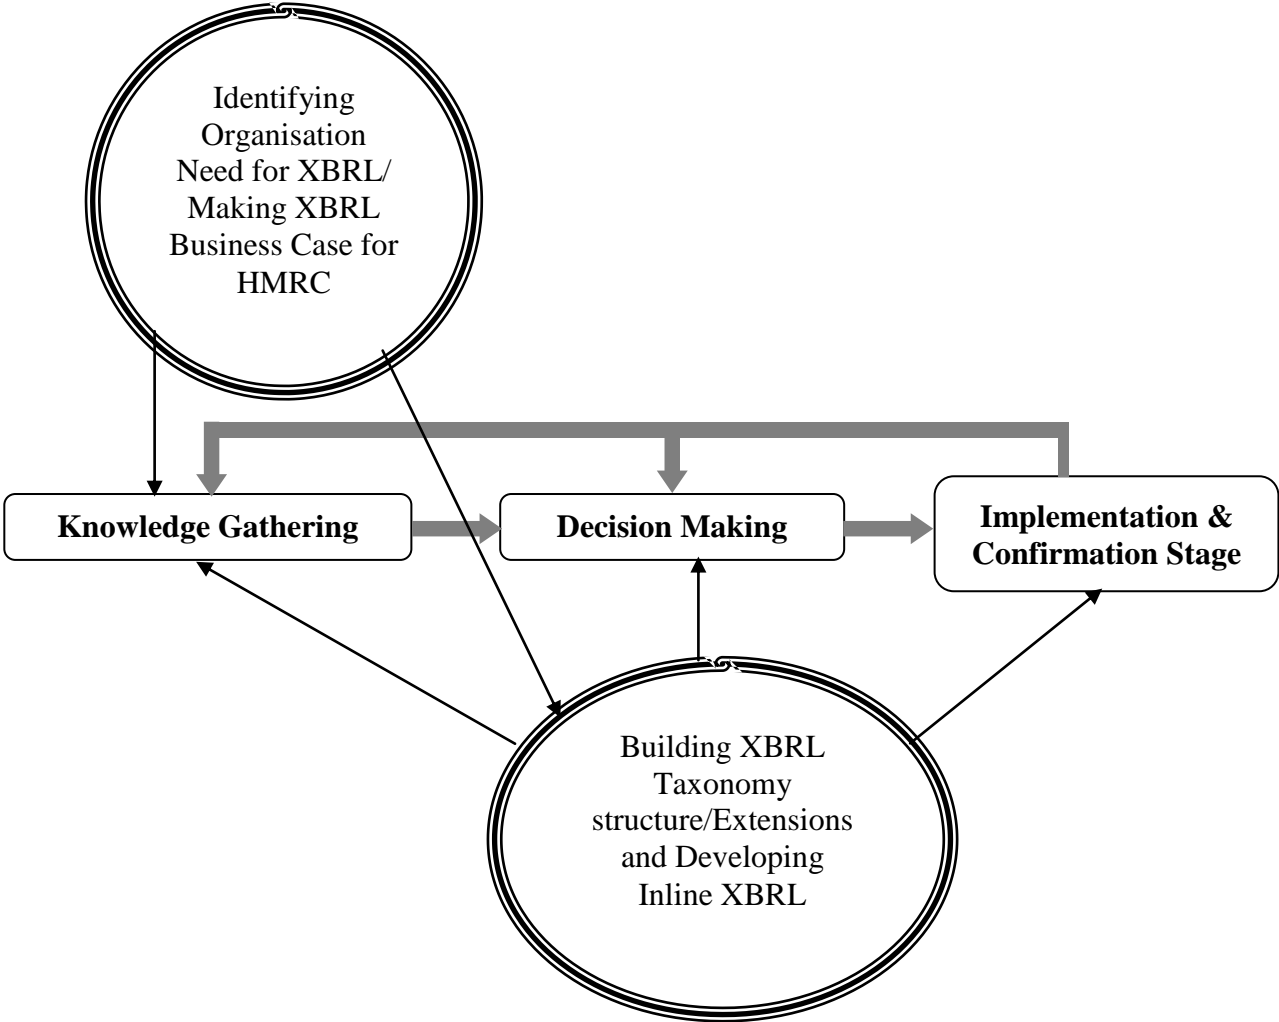 Identifying
Organisation
Need for XBRL/
Making XBRL
Business Case for
HMRC
Knowledge Gathering
Decision Making
Implementation &
Confirmation Stage
Building XBRL
Taxonomy
structure/Extensions
and Developing
Inline XBRL